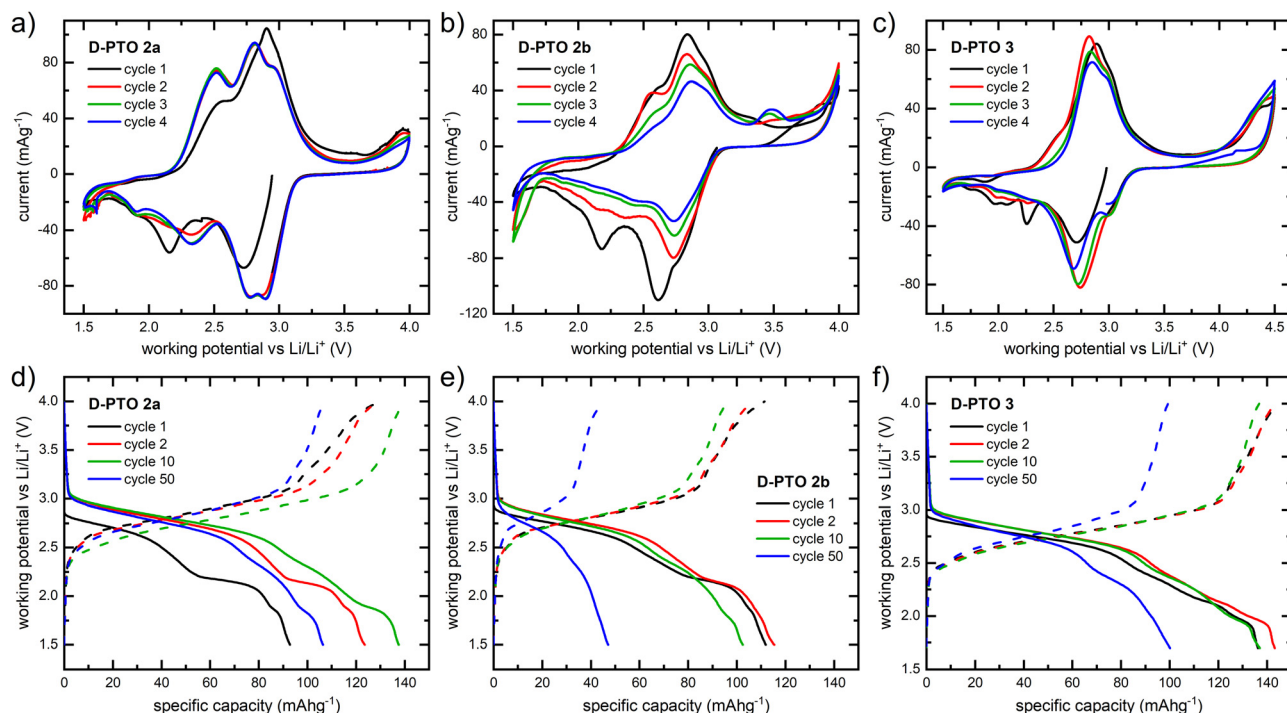 a)
D-PTO 2a
cycle 1
cycle 2
cycle 3
cycle 4
80
40
0
-40
-80
current (mAg⁻¹)
1.5 2.0 2.5 3.0 3.5 4.0
working potential vs Li/Li⁺ (V)
b)
D-PTO 2b
cycle 1
cycle 2
cycle 3
cycle 4
80
40
0
-40
-80
-120
current (mAg⁻¹)
1.5 2.0 2.5 3.0 3.5 4.0
working potential vs Li/Li⁺ (V)
c)
D-PTO 3
cycle 1
cycle 2
cycle 3
cycle 4
80
40
0
-40
-80
current (mAg⁻¹)
1.5 2.0 2.5 3.0 3.5 4.0 4.5
working potential vs Li/Li⁺ (V)
d)
D-PTO 2a
cycle 1
cycle 2
cycle 10
cycle 50
4.0
3.5
3.0
2.5
2.0
1.5
working potential vs Li/Li⁺ (V)
0 20 40 60 80 100 120 140
specific capacity (mAhg⁻¹)
e)
D-PTO 2b
cycle 1
cycle 2
cycle 10
cycle 50
4.0
3.5
3.0
2.5
2.0
1.5
working potential vs Li/Li⁺ (V)
0 20 40 60 80 100 120 140
specific capacity (mAhg⁻¹)
f)
D-PTO 3
cycle 1
cycle 2
cycle 10
cycle 50
4.0
3.5
3.0
2.5
2.0
1.5
working potential vs Li/Li⁺ (V)
0 20 40 60 80 100 120 140
specific capacity (mAhg⁻¹)